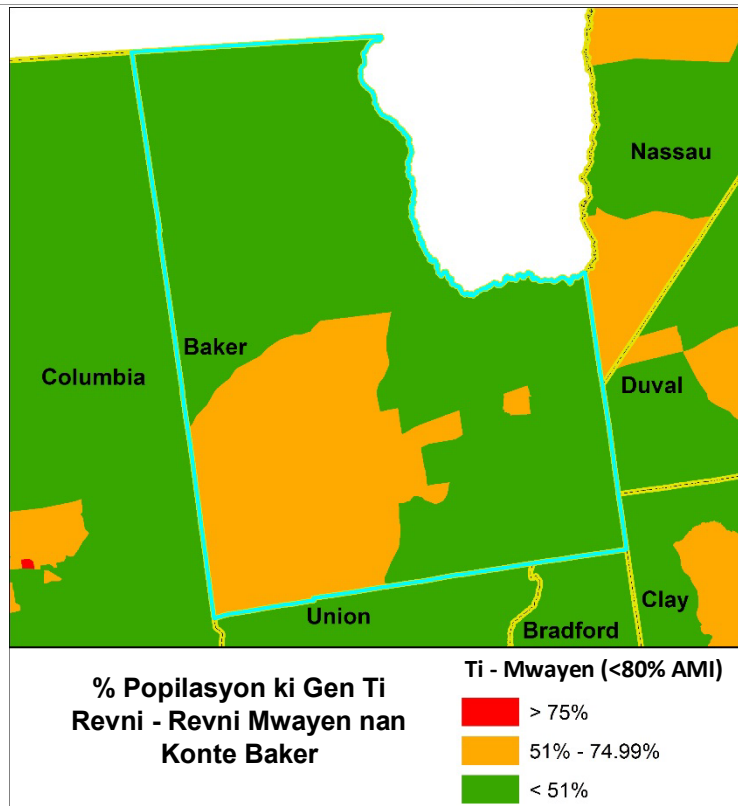 Nassau
Baker
Columbia
Duval
Union
Clay
Bradford
% Popilasyon ki Gen Ti
Revni - Revni Mwayen nan
Konte Baker
Ti - Mwayen (<80% AMI)
> 75%
51% - 74.99%
< 51%